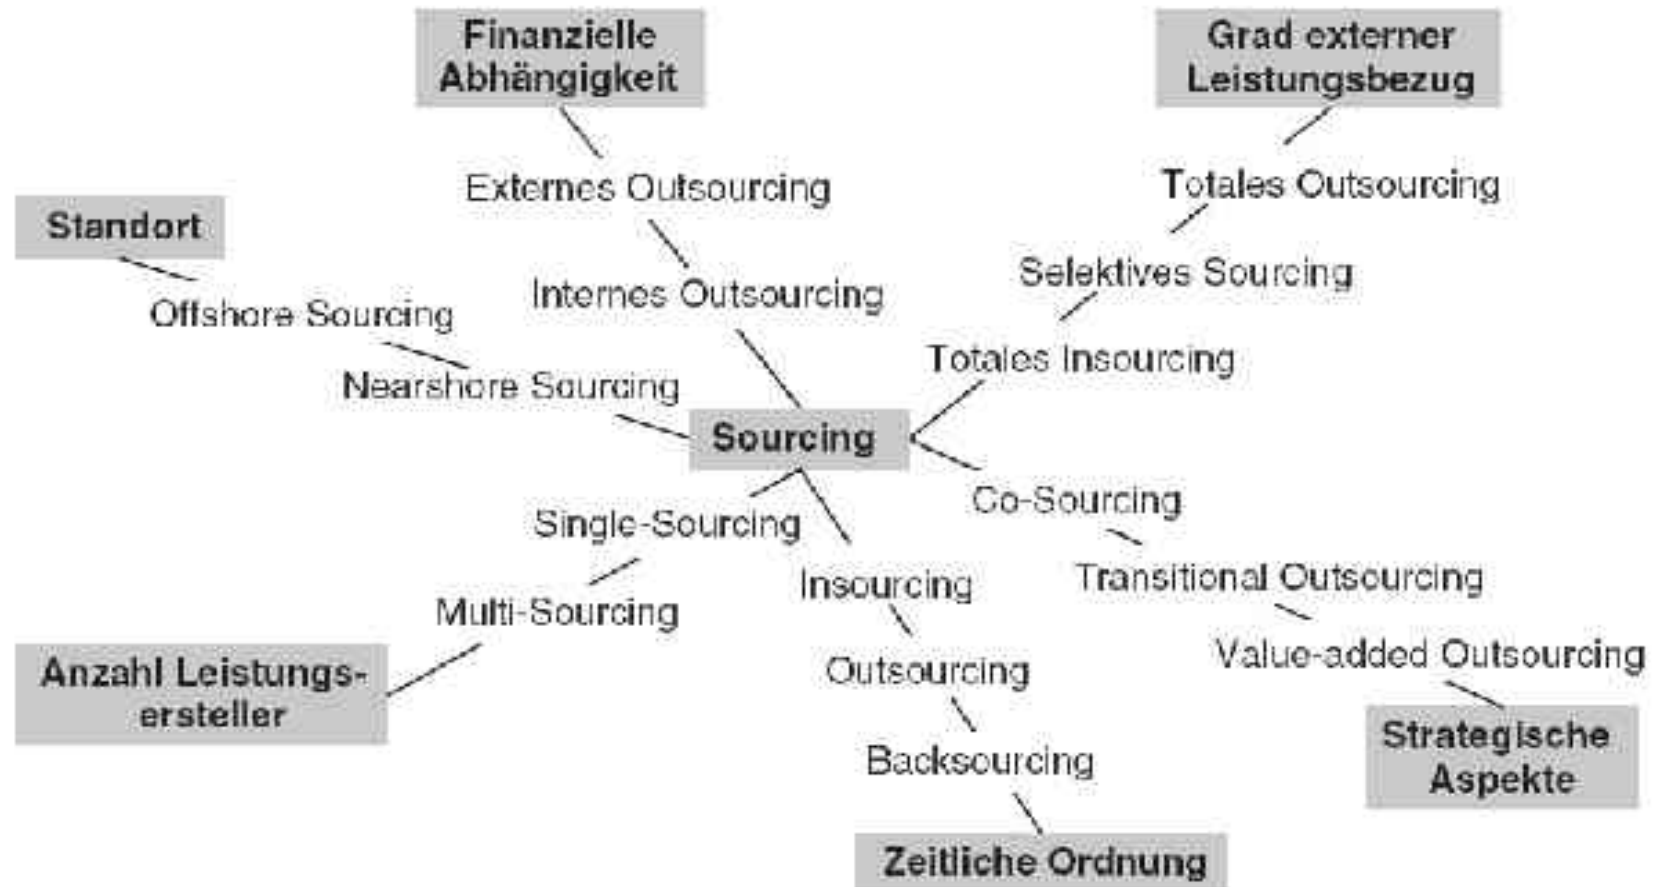 Finanzielle
Abhängigkeit
Grad externer
Leistungsbezug
Externes Outsourcing
Totales Outsourcing
Standort
Selektives Sourcing
Internes Outsourcing
Offshore Sourcing
Totales Insourcing
Nearshore Sourcing
Sourcing
Co-Sourcing
Single-Sourcing
Transitional Outsourcing
Insourcing
Multi-Sourcing
Value-added Outsourcing
Outsourcing
Anzahl Leistungs-
ersteller
Strategische
Aspekte
Backsourcing
Zeitliche Ordnung